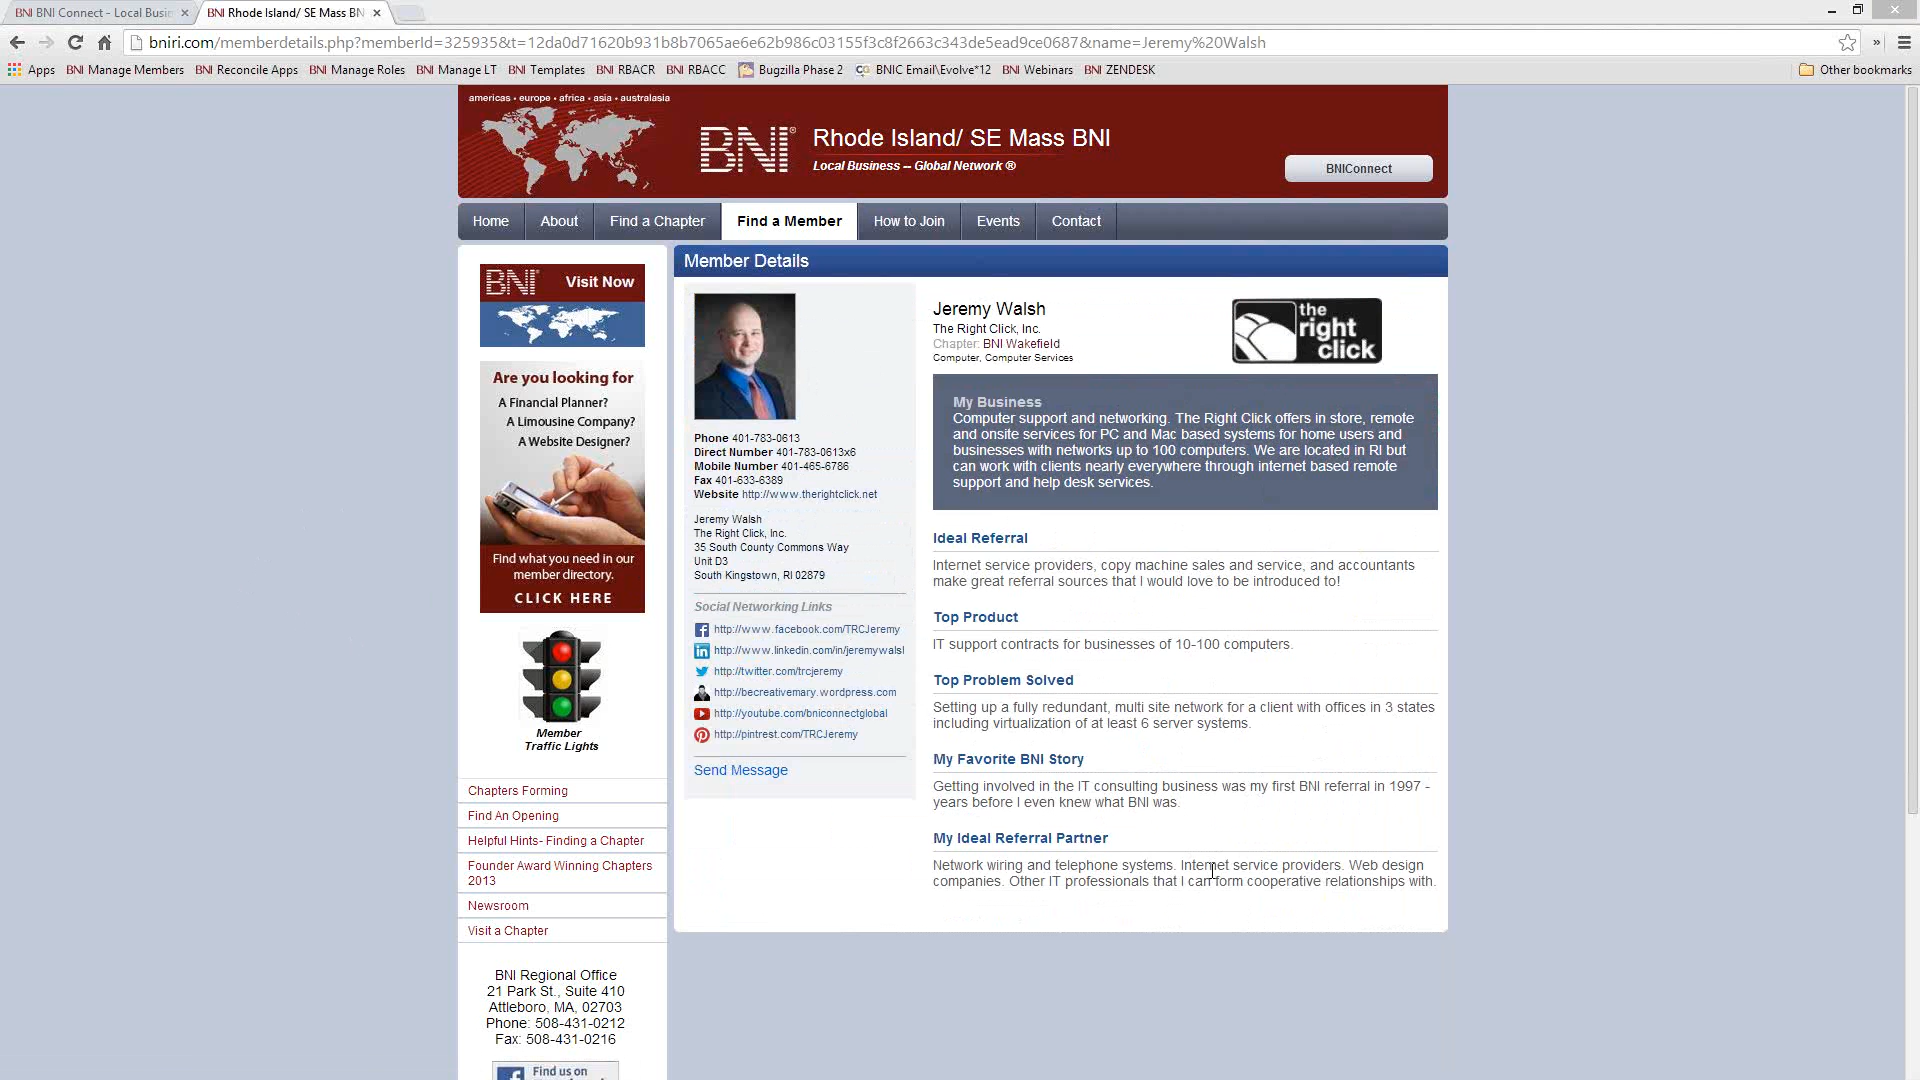 BNI BNI Connect - Local Busin
BNI Rhode Island/ SE Mass BN
bniri.com/memberdetails.php?memberId=325935&t=12da0d71620b931b8b7065ae6e62b986c03155f3c8f2663c343de5ead9ce0687&name=Jeremy%20Walsh
Apps BNI Manage Members BNI Reconcile Apps BNI Manage Roles BNI Manage LT BNI Templates BNI RBACR BNI RBACC Bugzilla Phase 2 BNIC Email\Evolve*12 BNI Webinars BNI ZENDESK » Other bookmarks
americas • europe • africa • asia • australasia
BNI®
Rhode Island/ SE Mass BNI
Local Business -- Global Network ®
BNIConnect
Home About Find a Chapter Find a Member How to Join Events Contact
BNI® Visit Now
Are you looking for
A Financial Planner?
A Limousine Company?
A Website Designer?
Find what you need in our
member directory.
CLICK HERE
Member
Traffic Lights
Chapters Forming
Find An Opening
Helpful Hints- Finding a Chapter
Founder Award Winning Chapters
2013
Newsroom
Visit a Chapter
BNI Regional Office
21 Park St., Suite 410
Attleboro, MA, 02703
Phone: 508-431-0212
Fax: 508-431-0216
Find us on
Member Details
Phone 401-783-0613
Direct Number 401-783-0613x6
Mobile Number 401-465-6786
Fax 401-633-6389
Website http://www.therightclick.net
Jeremy Walsh
The Right Click, Inc.
35 South County Commons Way
Unit D3
South Kingstown, RI 02879
Social Networking Links
http://www.facebook.com/TRCJeremy
http://www.linkedin.com/in/jeremywalsl
http://twitter.com/trcjeremy
http://becreativemary.wordpress.com
http://youtube.com/bniconnectglobal
http://pintrest.com/TRCJeremy
Send Message
Jeremy Walsh
The Right Click, Inc.
Chapter: BNI Wakefield
Computer, Computer Services
the
right
click
My Business
Computer support and networking. The Right Click offers in store, remote
and onsite services for PC and Mac based systems for home users and
businesses with networks up to 100 computers. We are located in RI but
can work with clients nearly everywhere through internet based remote
support and help desk services.
Ideal Referral
Internet service providers, copy machine sales and service, and accountants
make great referral sources that I would love to be introduced to!
Top Product
IT support contracts for businesses of 10-100 computers.
Top Problem Solved
Setting up a fully redundant, multi site network for a client with offices in 3 states
including virtualization of at least 6 server systems.
My Favorite BNI Story
Getting involved in the IT consulting business was my first BNI referral in 1997 -
years before I even knew what BNI was.
My Ideal Referral Partner
Network wiring and telephone systems. Internet service providers. Web design
companies. Other IT professionals that I can form cooperative relationships with.